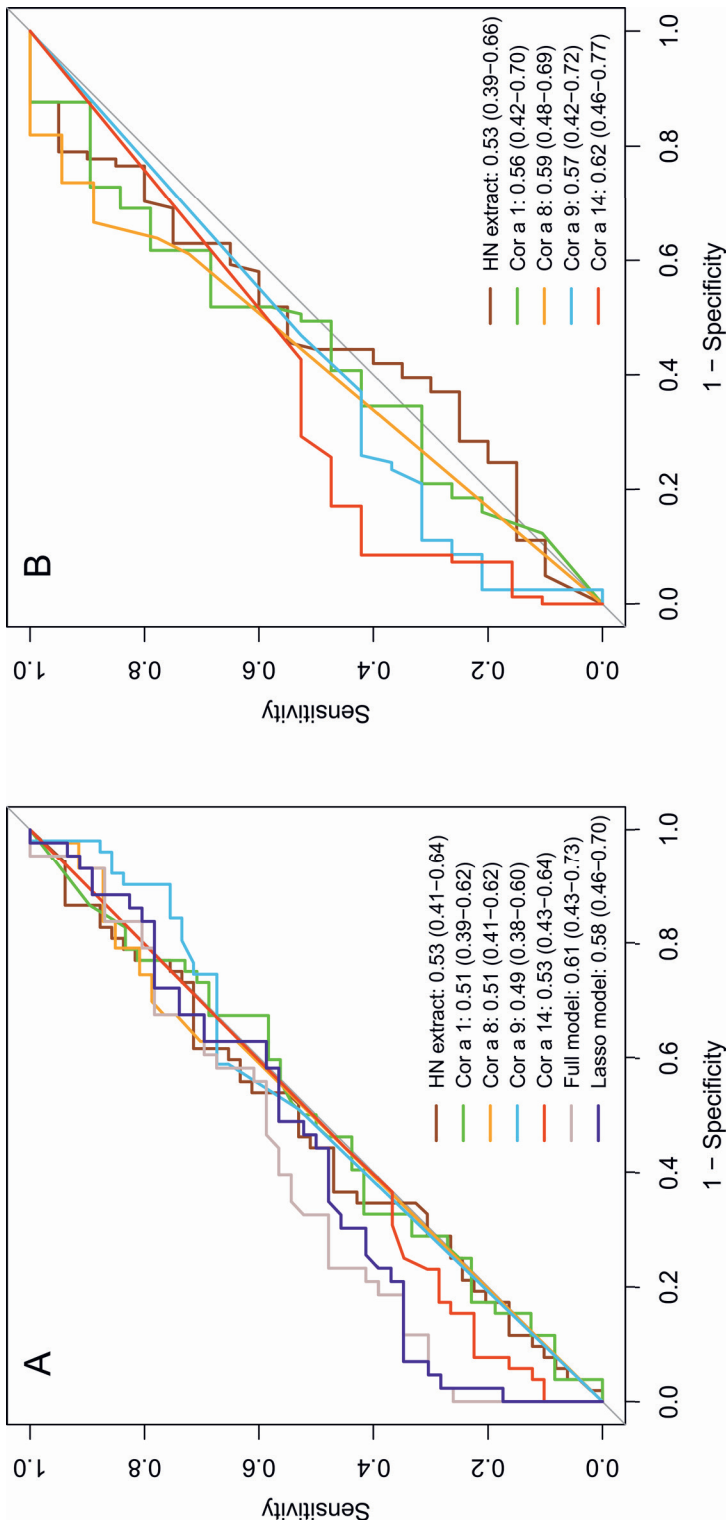 A
Sensitivity
1.0
0.8
0.6
0.4
0.2
0.0
HN extract: 0.53 (0.41−0.64)
Cor a 1: 0.51 (0.39−0.62)
Cor a 8: 0.51 (0.41−0.62)
Cor a 9: 0.49 (0.38−0.60)
Cor a 14: 0.53 (0.43−0.64)
Full model: 0.61 (0.43−0.73)
Lasso model: 0.58 (0.46−0.70)
0.0 0.2 0.4 0.6 0.8 1.0
1 − Specificity
B
Sensitivity
1.0
0.8
0.6
0.4
0.2
0.0
HN extract: 0.53 (0.39−0.66)
Cor a 1: 0.56 (0.42−0.70)
Cor a 8: 0.59 (0.48−0.69)
Cor a 9: 0.57 (0.42−0.72)
Cor a 14: 0.62 (0.46−0.77)
0.0 0.2 0.4 0.6 0.8 1.0
1 − Specificity